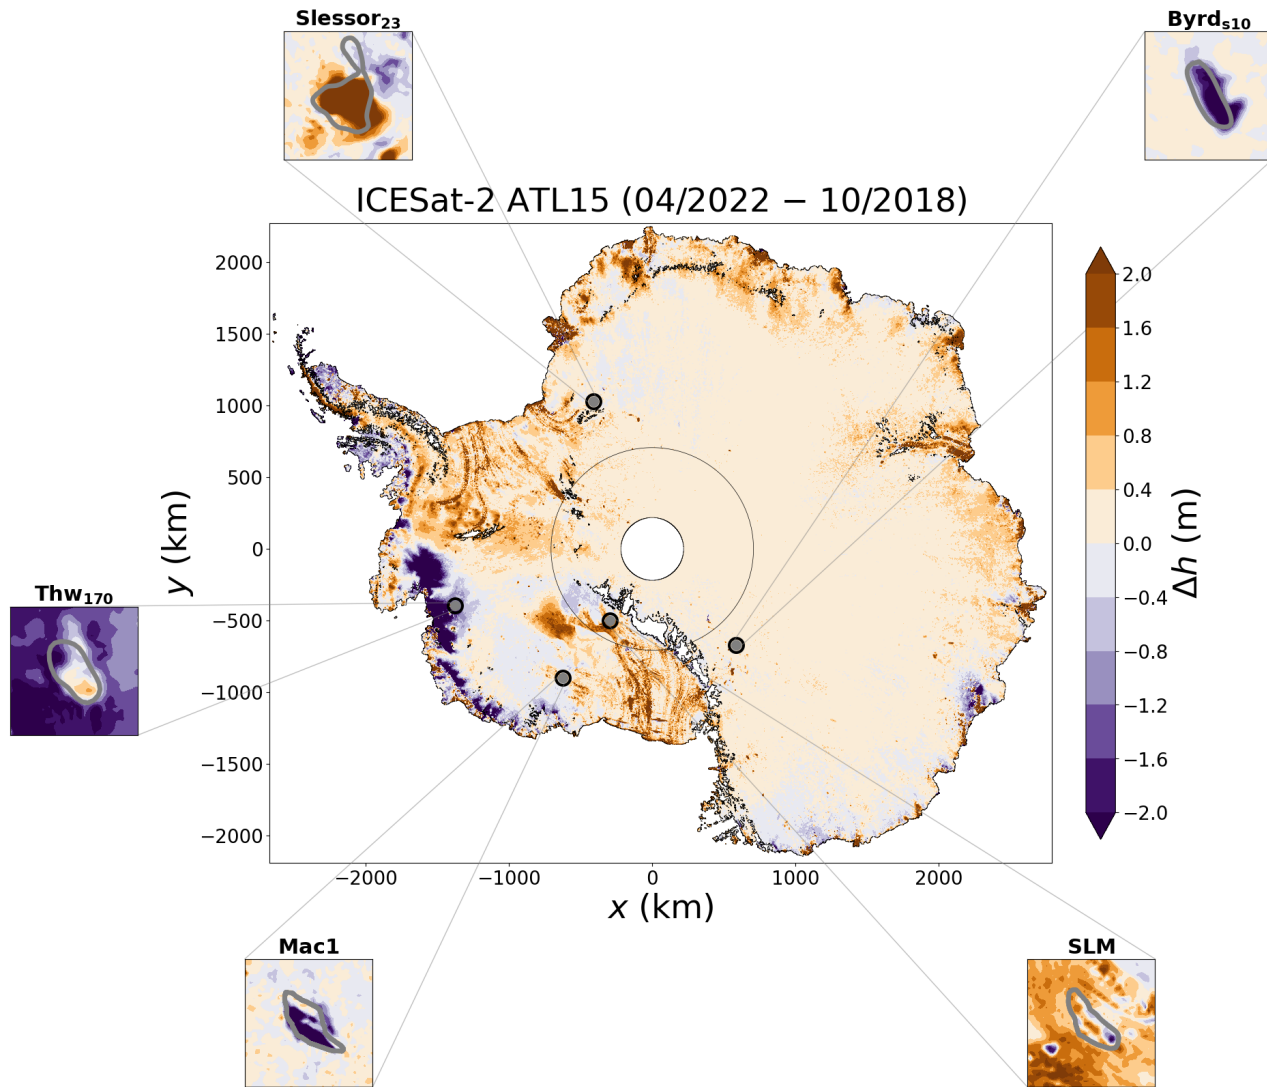 Slessor₂₃
Byrdₛ₁₀
ICESat-2 ATL15 (04/2022 − 10/2018)
2000
1500
1000
500
0
−500
−1000
−1500
−2000
y (km)
−2000
−1000
0
1000
2000
x (km)
2.0
1.6
1.2
0.8
0.4
0.0
−0.4
−0.8
−1.2
−1.6
−2.0
Δh (m)
Thw₁₇₀
Mac1
SLM